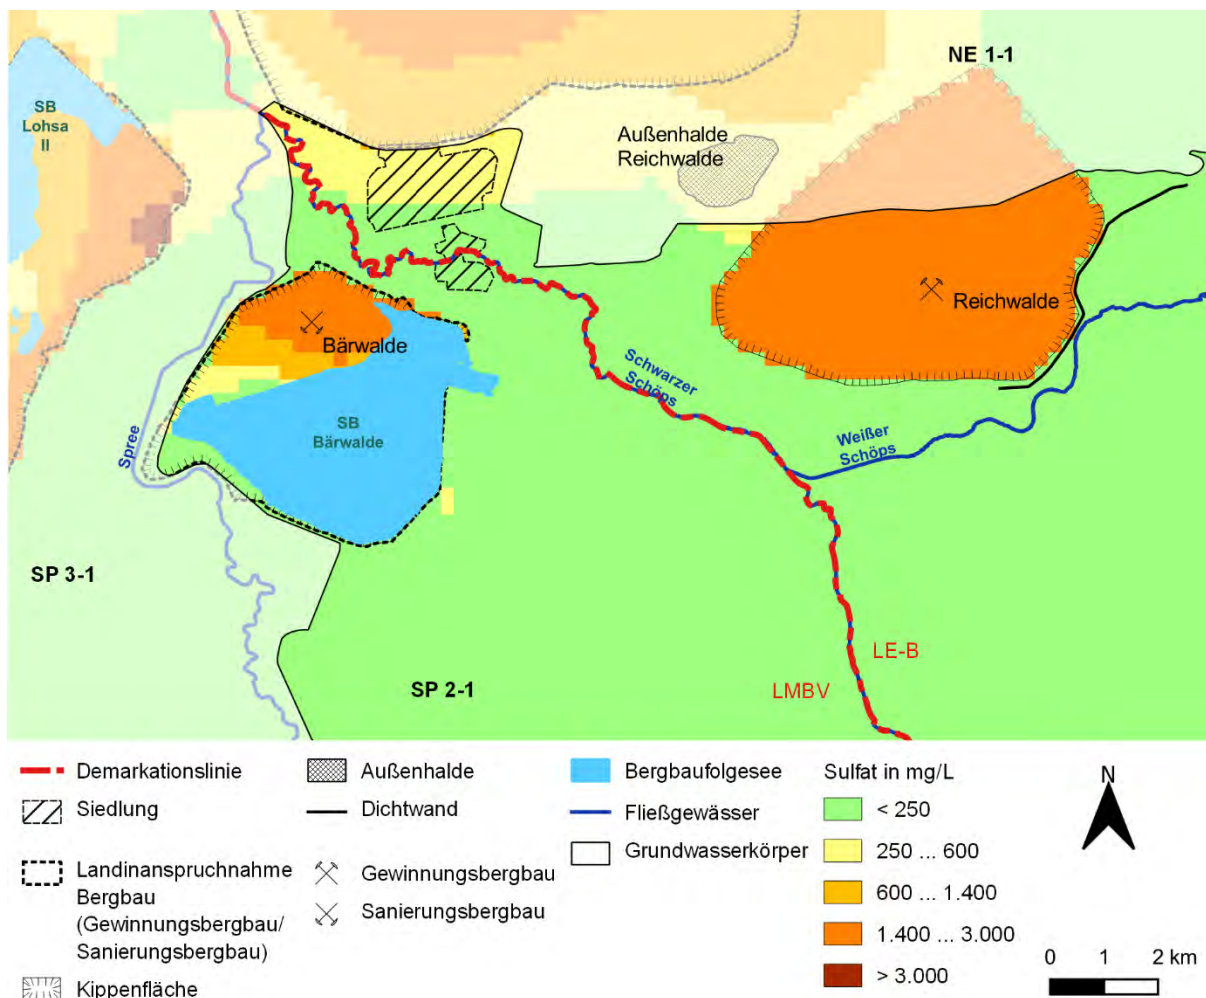 NE 1-1
SB
Lohsa
II
Außenhalde
Reichwalde
Reichwalde
Bärwalde
Schwarzer
Schöps
SB
Bärwalde
Spree
Weißer
Schöps
SP 3-1
LE-B
SP 2-1
LMBV
Demarkationslinie
Siedlung
Landinanspruchnahme
Bergbau
(Gewinnungsbergbau/
Sanierungsbergbau)
Kippenfläche
Außenhalde
Dichtwand
Gewinnungsbergbau
Sanierungsbergbau
Bergbaufolgesee
Fließgewässer
Grundwasserkörper
Sulfat in mg/L
< 250
250 ... 600
600 ... 1.400
1.400 ... 3.000
> 3.000
N
0 1 2 km